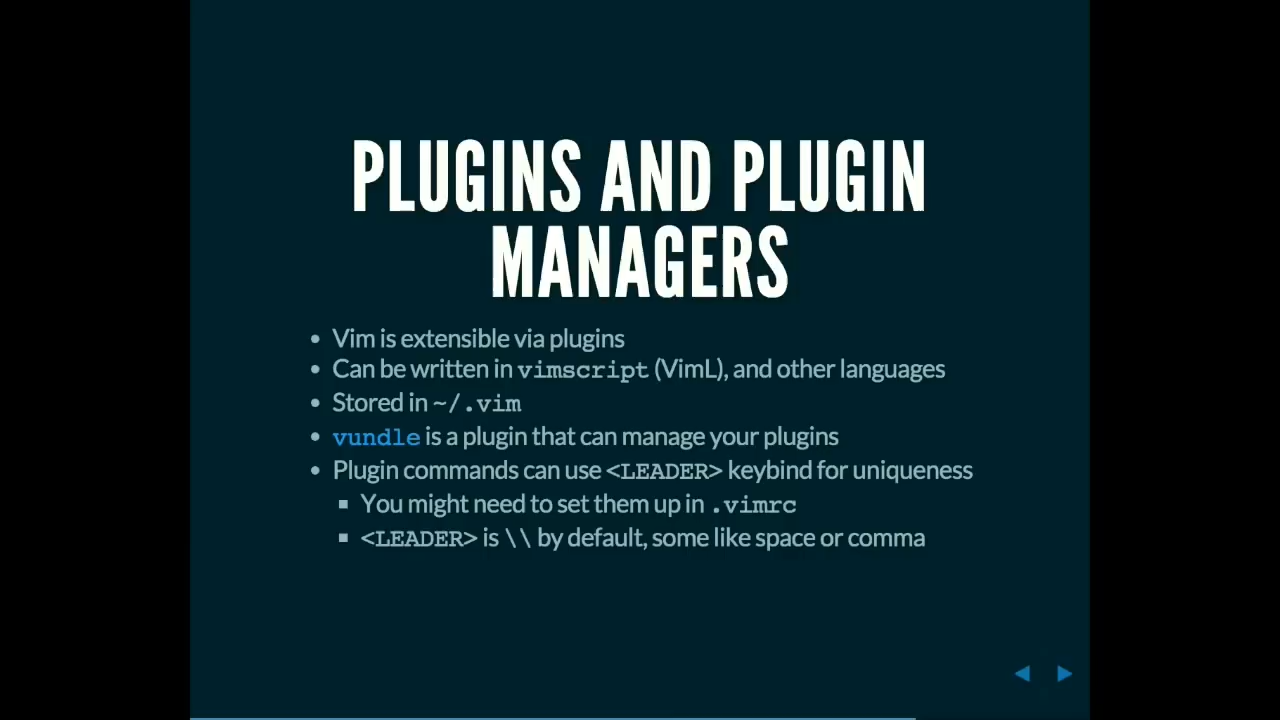 PLUGINS AND PLUGIN
MANAGERS
Vim is extensible via plugins
Can be written in vimscript (VimL), and other languages
Stored in ~/.vim
vundle is a plugin that can manage your plugins
Plugin commands can use <LEADER> keybind for uniqueness
You might need to set them up in .vimrc
<LEADER> is \\ by default, some like space or comma